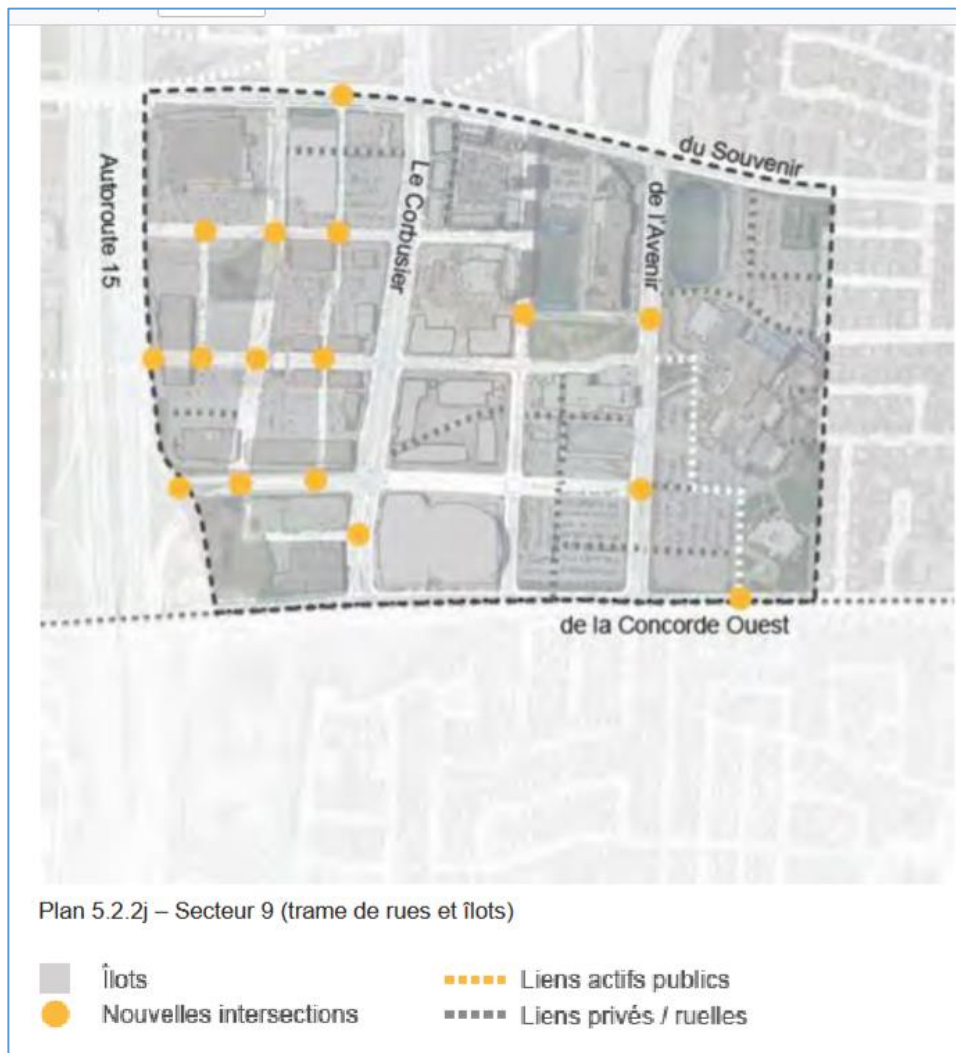 du Souvenir
Autoroute 15
Le Corbusier
de l'Avenir
de la Concorde Ouest
Plan 5.2.2j – Secteur 9 (trame de rues et îlots)
Îlots
Liens actifs publics
Nouvelles intersections
Liens privés / ruelles